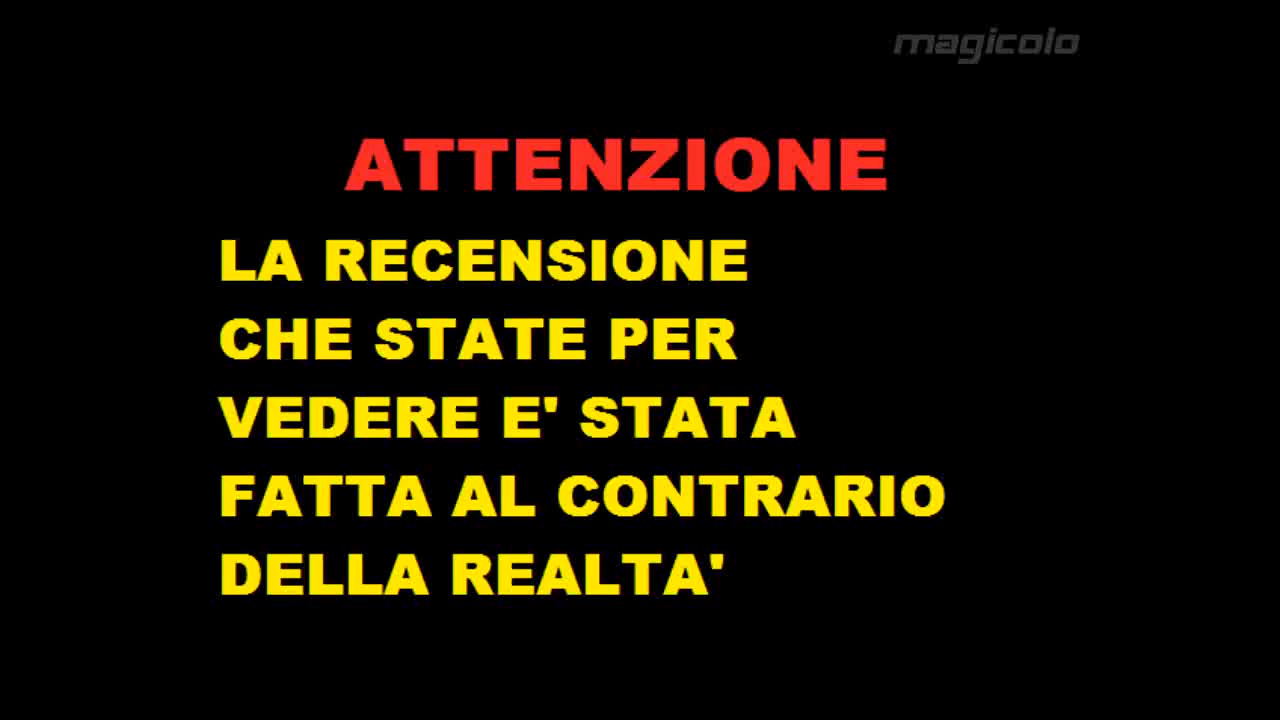 magicolo
ATTENZIONE
LA RECENSIONE
CHE STATE PER
VEDERE E' STATA
FATTA AL CONTRARIO
DELLA REALTA'